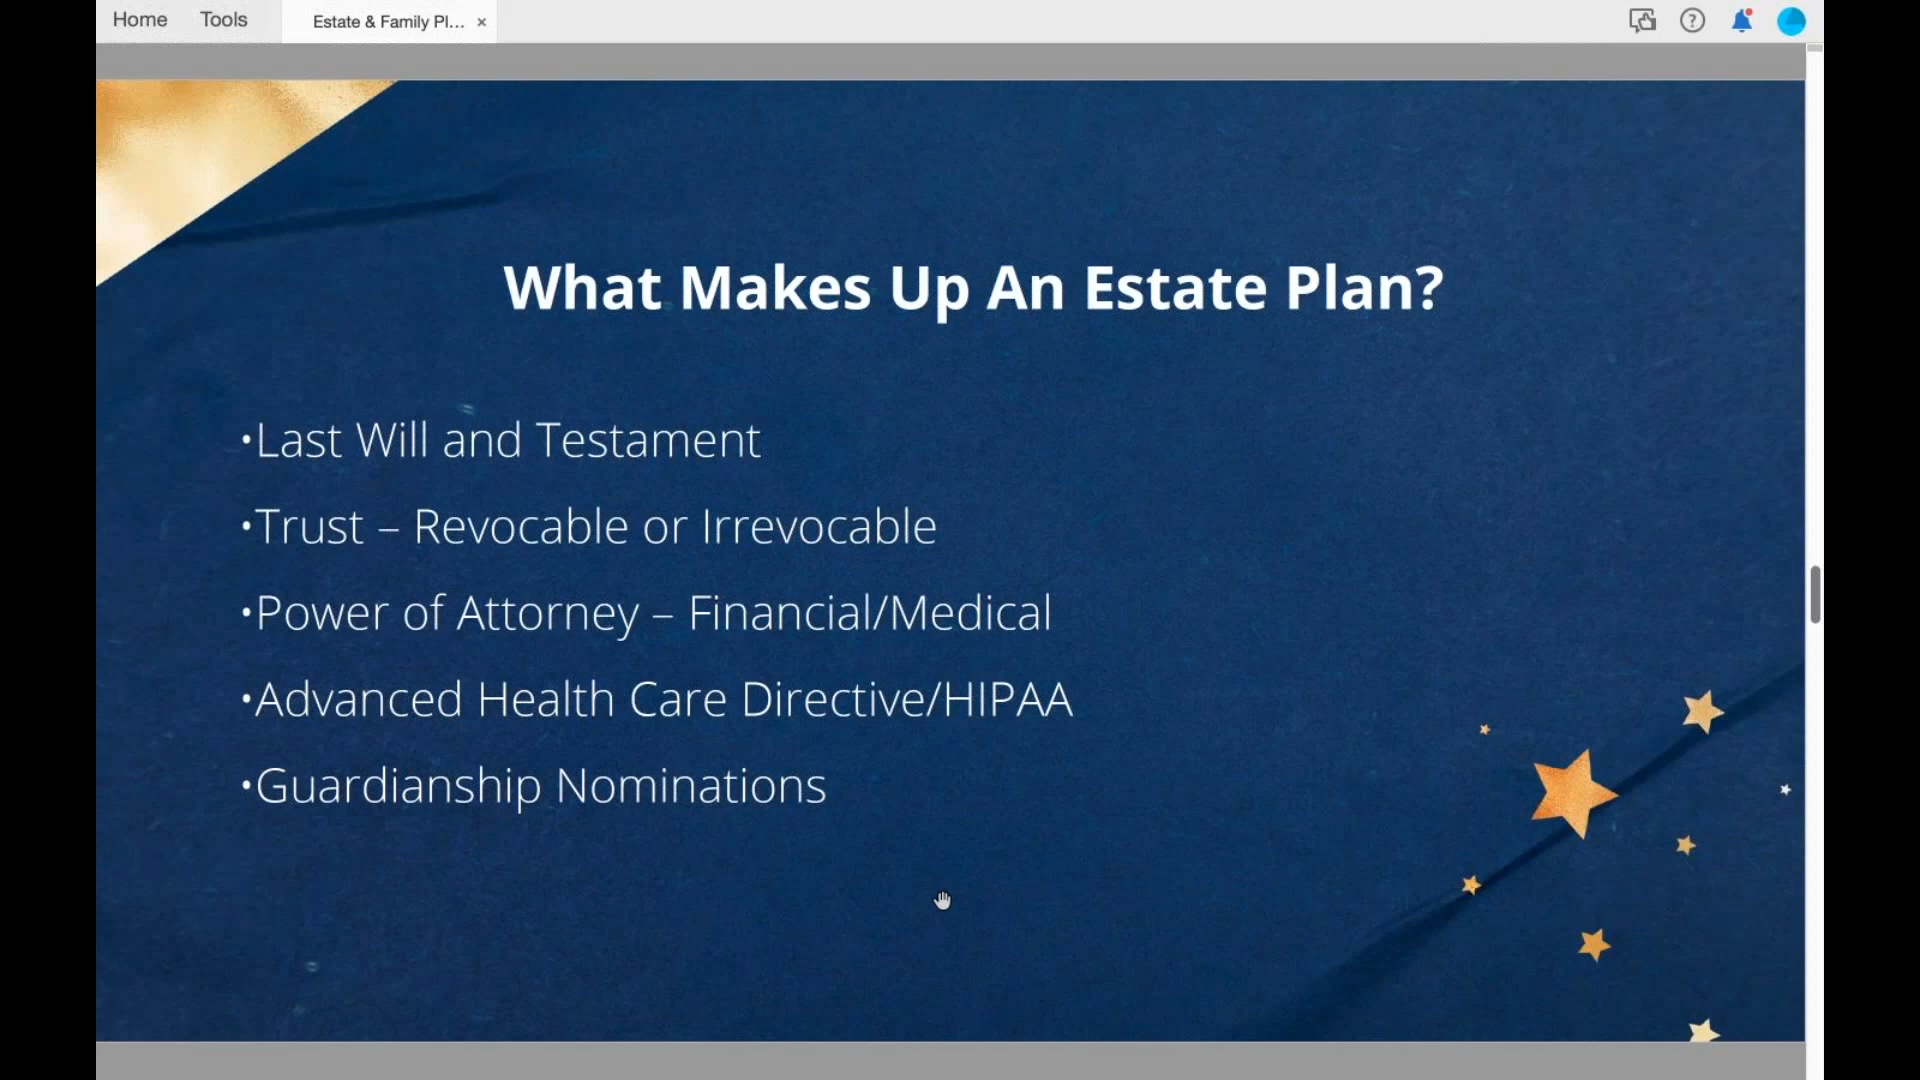 Home Tools Estate & Family Pl... ×
What Makes Up An Estate Plan?
•Last Will and Testament
•Trust – Revocable or Irrevocable
•Power of Attorney – Financial/Medical
•Advanced Health Care Directive/HIPAA
•Guardianship Nominations